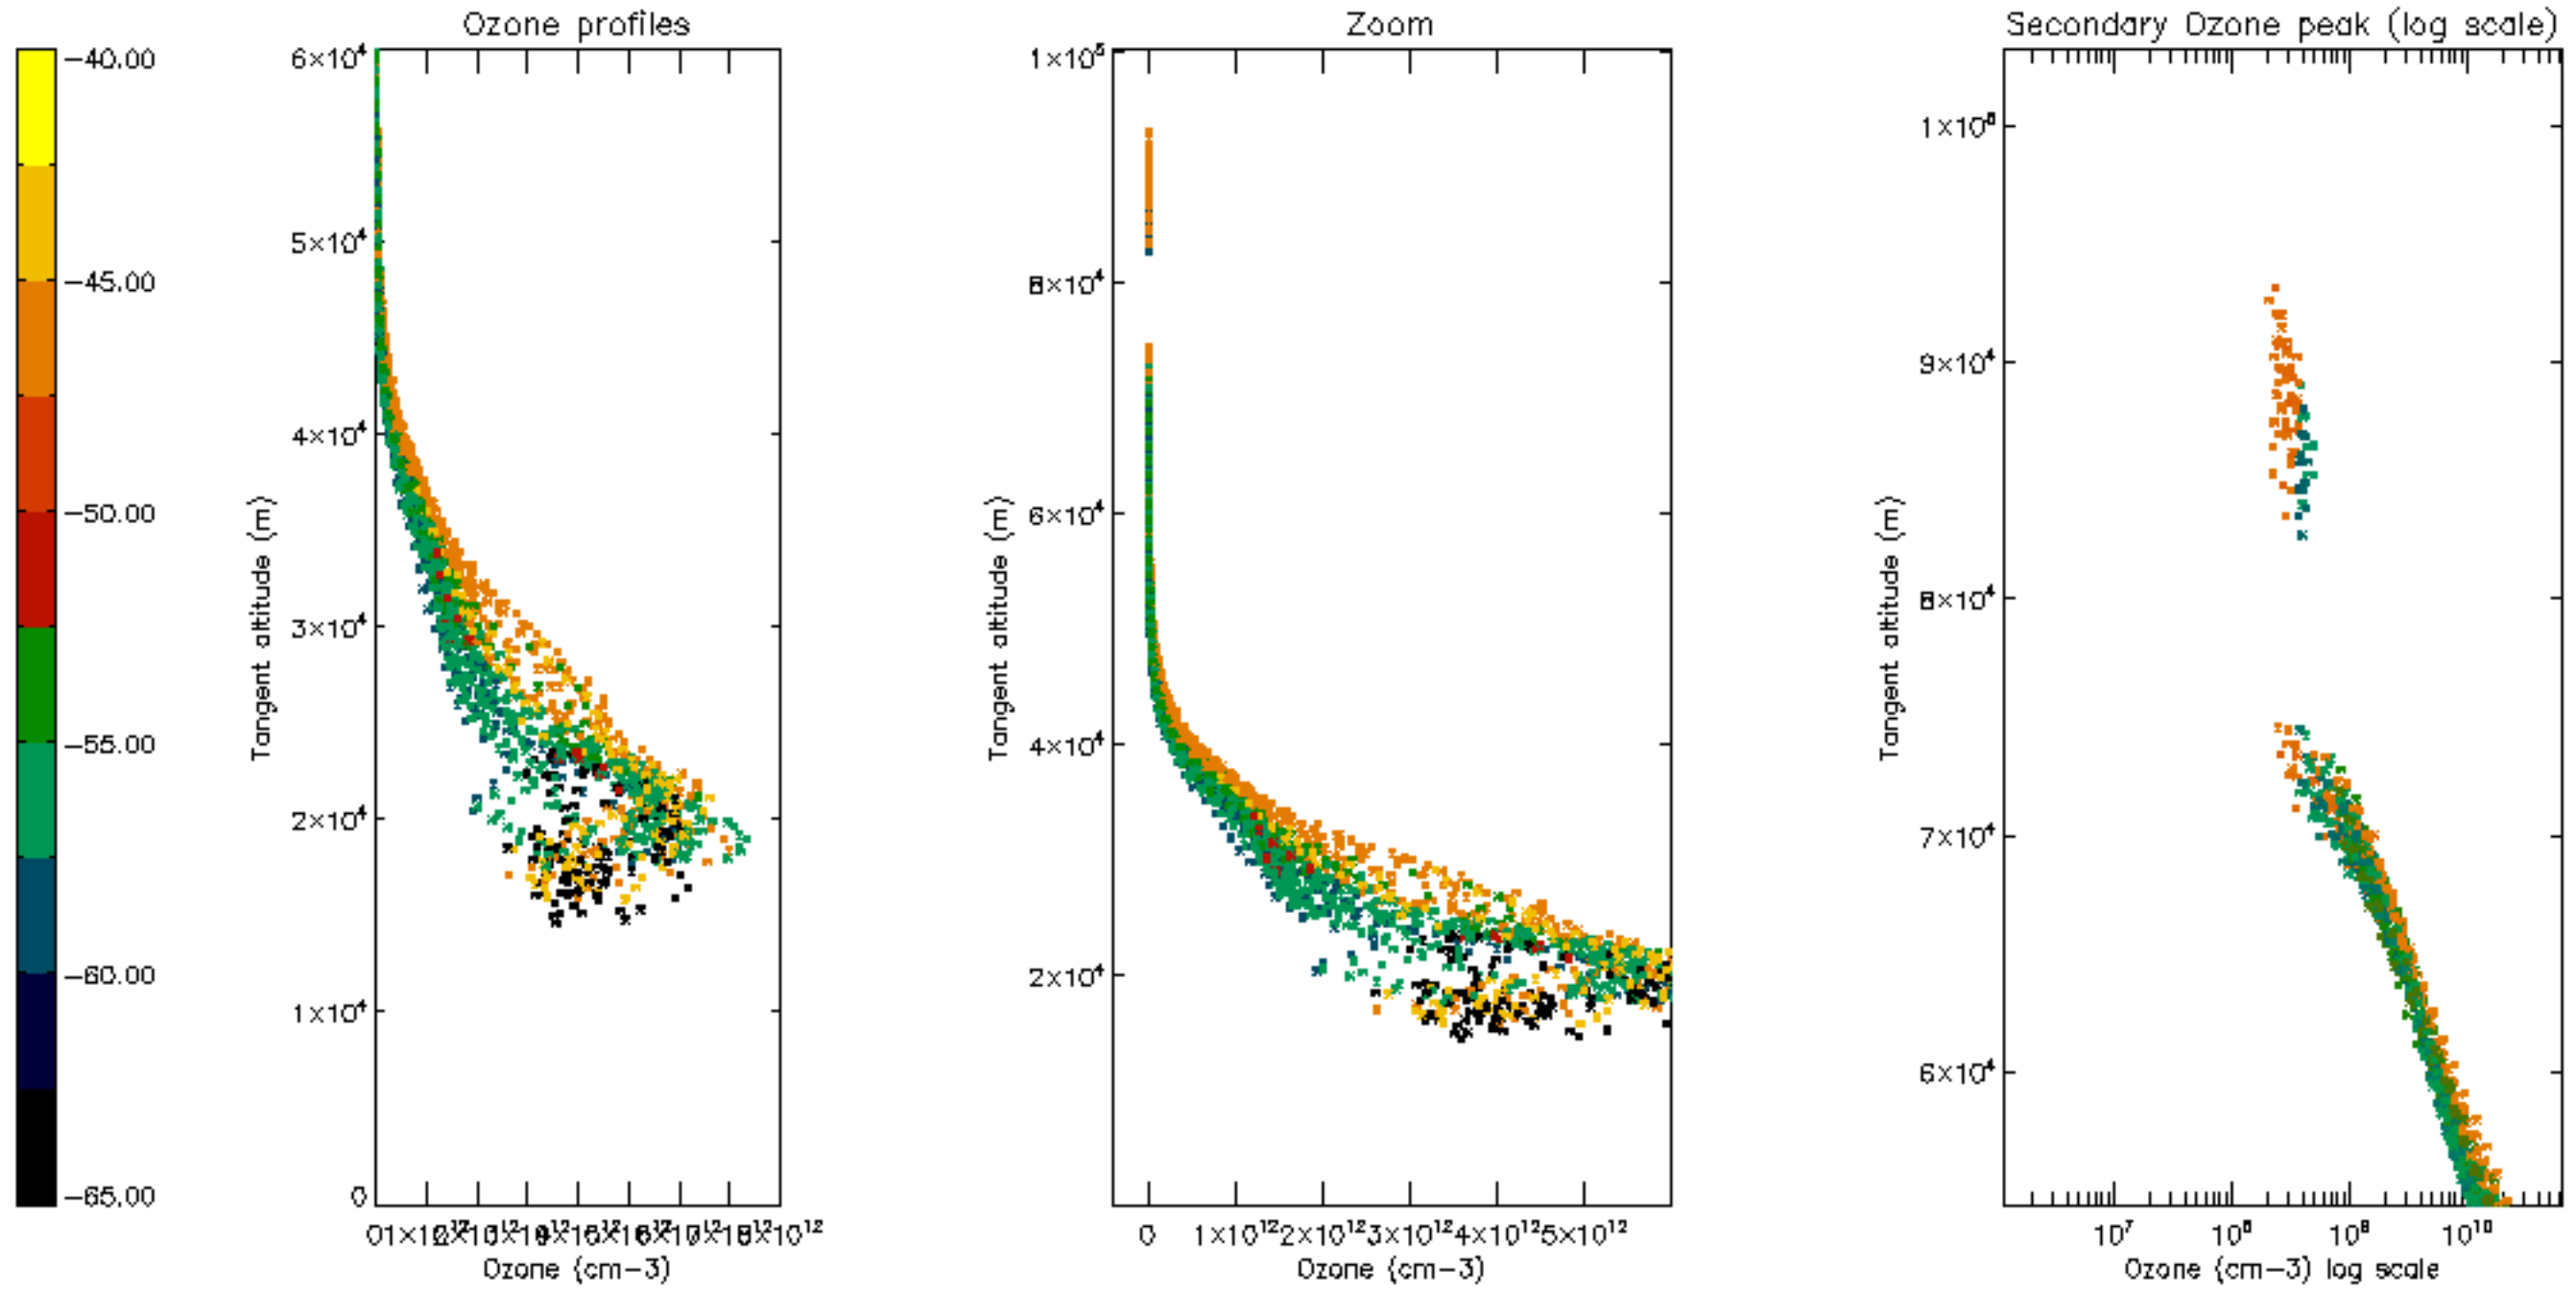 Ozone profiles
Zoom
Secondary Ozone peak (log scale)
-40.00
-45.00
-50.00
-55.00
-60.00
-65.00
6×10⁴
5×10⁴
4×10⁴
3×10⁴
2×10⁴
1×10⁴
0
Tangent altitude (m)
Ozone (cm-3)
1×10⁵
8×10⁴
6×10⁴
4×10⁴
2×10⁴
Tangent altitude (m)
0 1×10¹² 2×10¹² 3×10¹² 4×10¹² 5×10¹²
Ozone (cm-3)
9×10⁴
8×10⁴
7×10⁴
6×10⁴
Tangent altitude (m)
10⁷ 10⁸ 10⁹ 10¹⁰
Ozone (cm-3) log scale